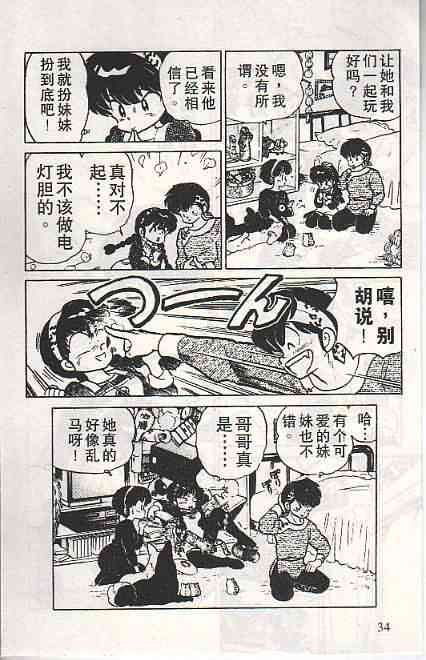 让她和我
们一起玩
好吗？
嗯，我
没有所
谓。
看来他
已经相
信了。
我就扮妹妹
扮到底吧！
真对不
起……
我不该做电
灯胆的。
嘻，别
胡说！
つーん
哈…
有个可
爱的妹
妹也不
错。
哥哥真
是……
她真的
好像乱
马呀！
34